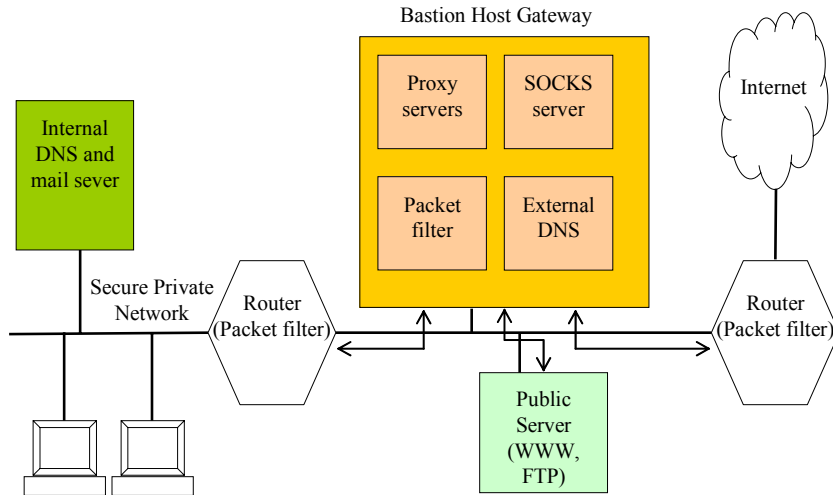 Bastion Host Gateway
Proxy
servers
SOCKS
server
Packet
filter
External
DNS
Internet
Internal
DNS and
mail sever
Secure Private
Network
Router
(Packet filter)
Router
(Packet filter)
Public
Server
(WWW,
FTP)